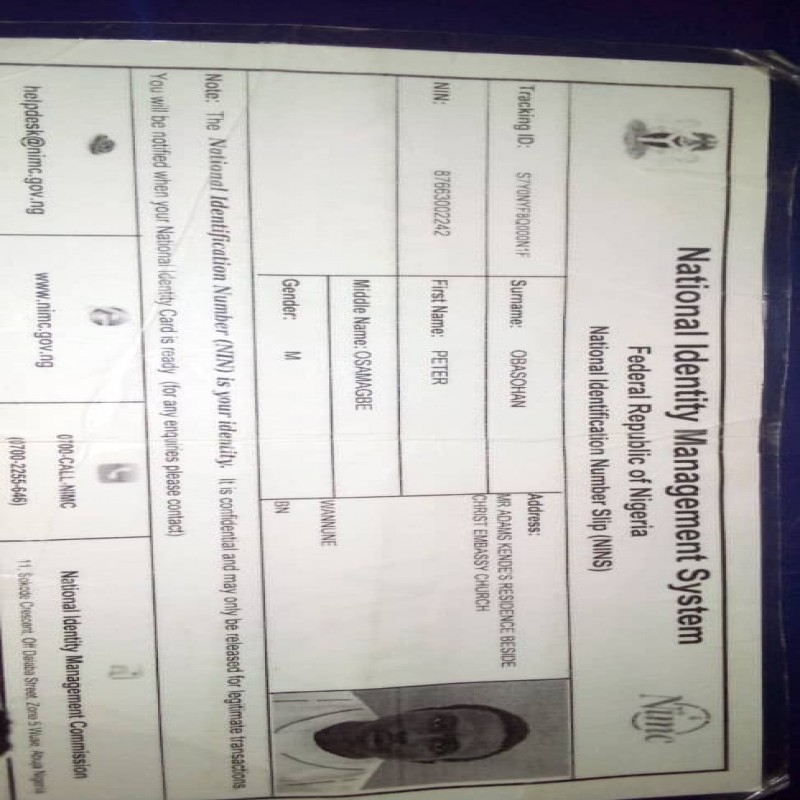 National Identity Management System
Federal Republic of Nigeria
National Identification Number Slip (NINS)
Nimc
Tracking ID: S7Y0NYF8Q000N1F
Surname: OBASOHAN
Address:
MR ADAMS KENDE'S RESIDENCE BESIDE
CHRIST EMBASSY CHURCH
NIN: 87663002242
First Name: PETER
Middle Name: OSAMAGBE
WANNUNE
Gender: M
BN
Note: The National Identification Number (NIN) is your identity. It is confidential and may only be released for legitimate transactions.
You will be notified when your National Identity Card is ready (for any enquiries please contact)
helpdesk@nimc.gov.ng
www.nimc.gov.ng
0700-CALL-NIMC
(0700-2255-646)
National Identity Management Commission
11, Sokode Crescent, Off Dalaba Street, Zone 5 Wuse, Abuja Nigeria